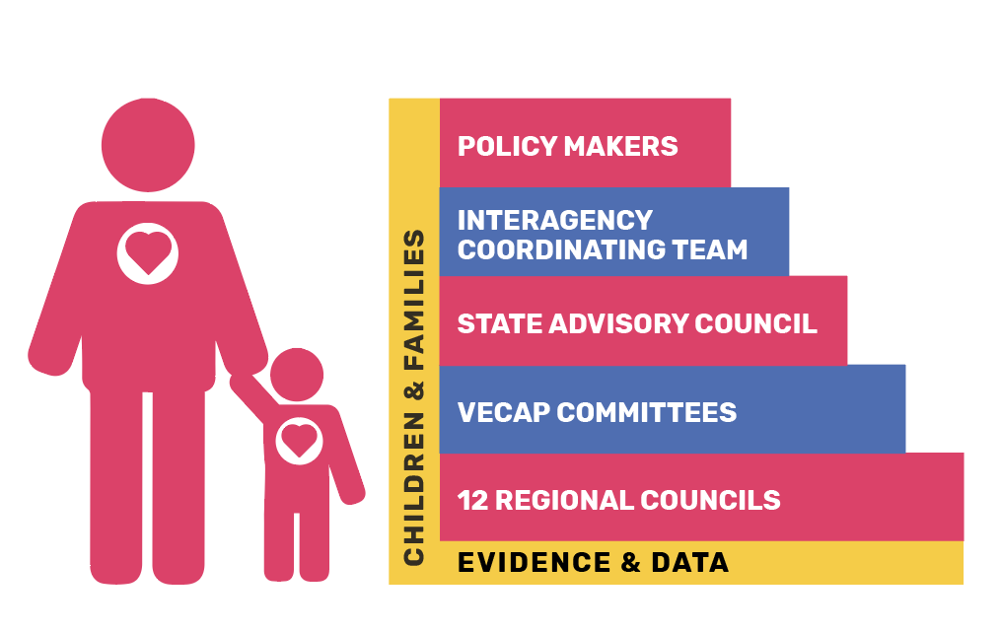 POLICY MAKERS
INTERAGENCY
COORDINATING TEAM
STATE ADVISORY COUNCIL
VECAP COMMITTEES
12 REGIONAL COUNCILS
EVIDENCE & DATA
CHILDREN & FAMILIES